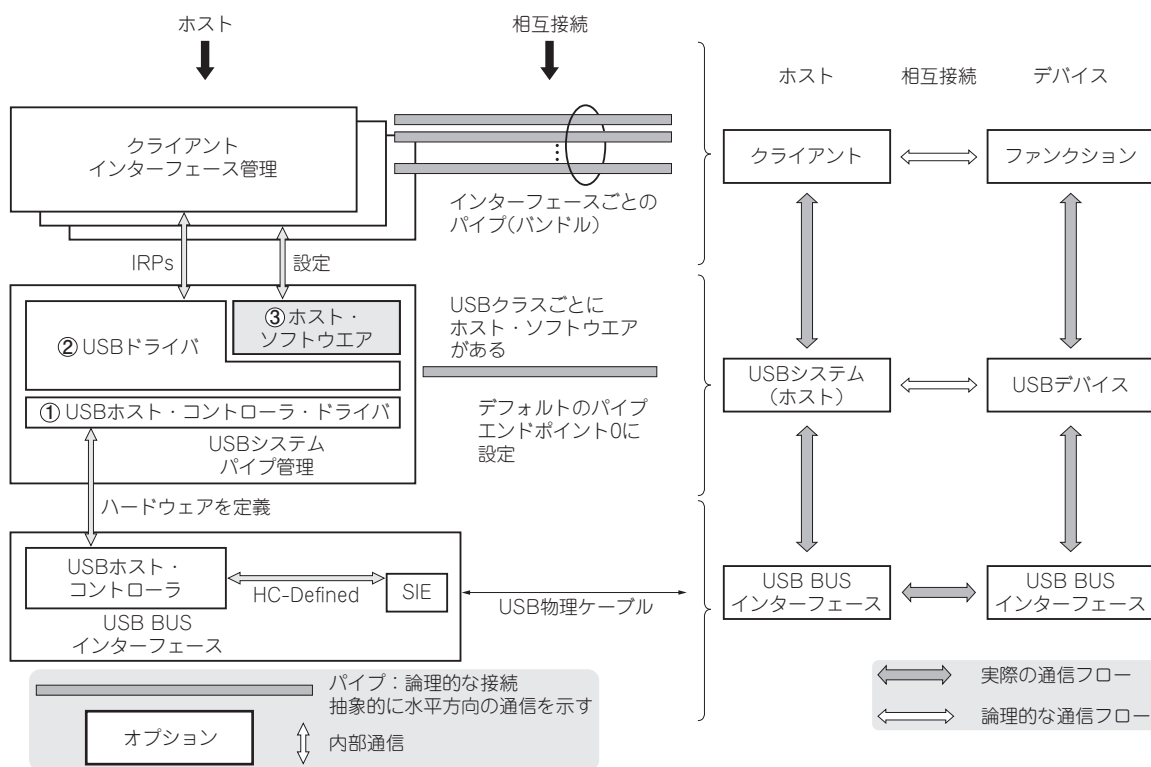 ホスト
相互接続
クライアント
インターフェース管理
インターフェースごとの
パイプ(バンドル)
IRPs
設定
②USBドライバ
③ホスト・
ソフトウエア
USBクラスごとに
ホスト・ソフトウエア
がある
①USBホスト・コントローラ・ドライバ
USBシステム
パイプ管理
デフォルトのパイプ
エンドポイント0に
設定
ハードウェアを定義
USBホスト・
コントローラ
HC-Defined
SIE
USB BUS
インターフェース
USB物理ケーブル
パイプ：論理的な接続
抽象的に水平方向の通信を示す
オプション
内部通信
ホスト
相互接続
デバイス
クライアント
ファンクション
USBシステム
(ホスト)
USBデバイス
USB BUS
インターフェース
USB BUS
インターフェース
実際の通信フロー
論理的な通信フロー